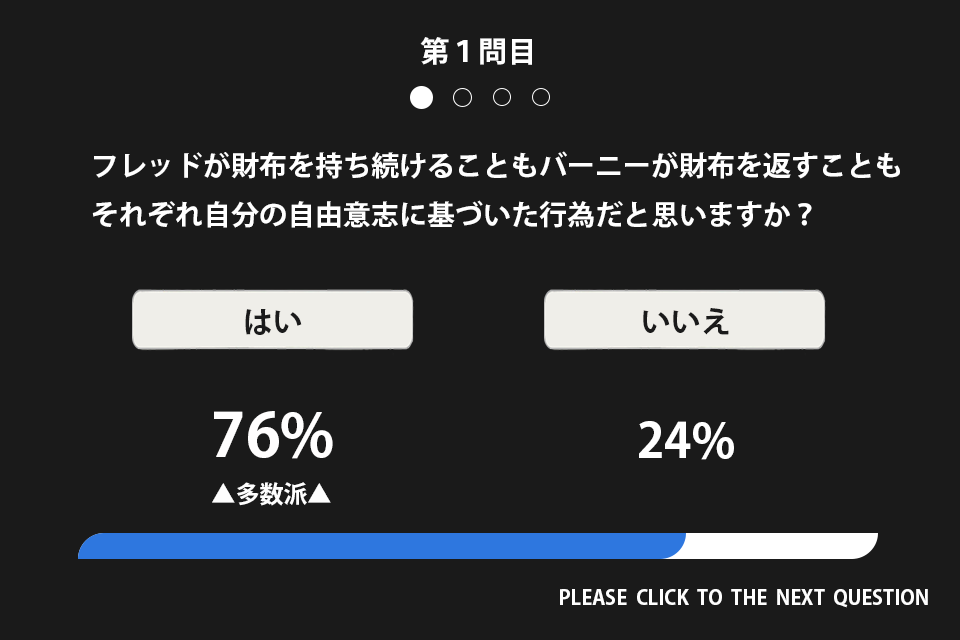 第1問目
フレッドが財布を持ち続けることもバーニーが財布を返すことも
それぞれ自分の自由意志に基づいた行為だと思いますか？
はい
いいえ
76%
24%
▲多数派▲
PLEASE CLICK TO THE NEXT QUESTION